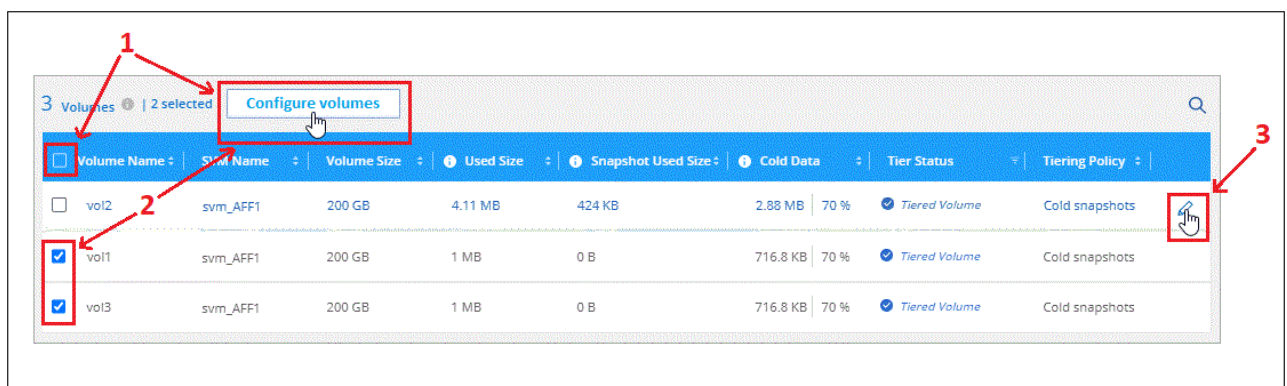 1
3 Volumes | 2 selected Configure volumes
3
Volume Name SVM Name Volume Size Used Size Snapshot Used Size Cold Data Tier Status Tiering Policy
2
vol2 svm_AFF1 200 GB 4.11 MB 424 KB 2.88 MB 70 % Tiered Volume Cold snapshots
vol1 svm_AFF1 200 GB 1 MB 0 B 716.8 KB 70 % Tiered Volume Cold snapshots
vol3 svm_AFF1 200 GB 1 MB 0 B 716.8 KB 70 % Tiered Volume Cold snapshots